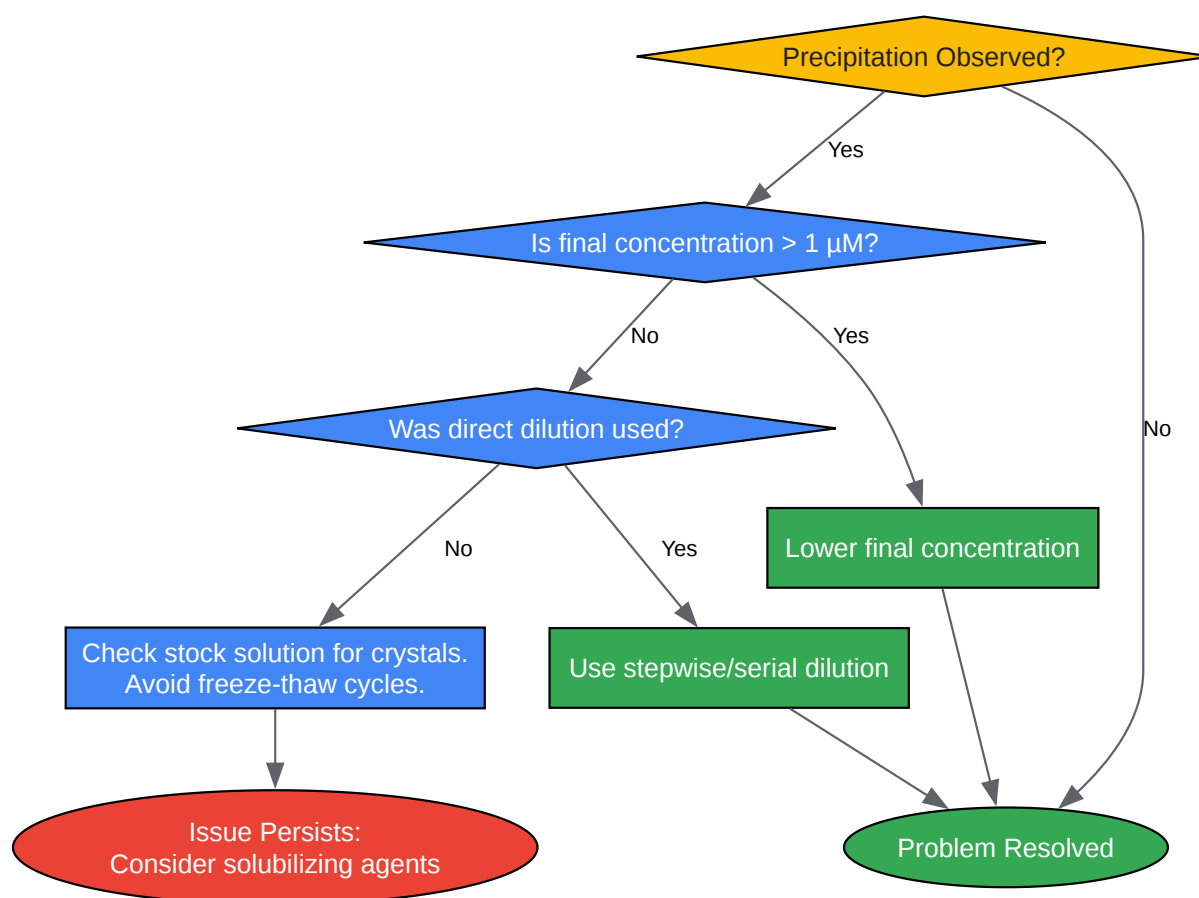 Precipitation Observed?
Yes
Is final concentration > 1 µM?
No
Yes
Was direct dilution used?
No
No
Yes
Lower final concentration
Check stock solution for crystals.
Avoid freeze-thaw cycles.
Use stepwise/serial dilution
Issue Persists:
Consider solubilizing agents
Problem Resolved